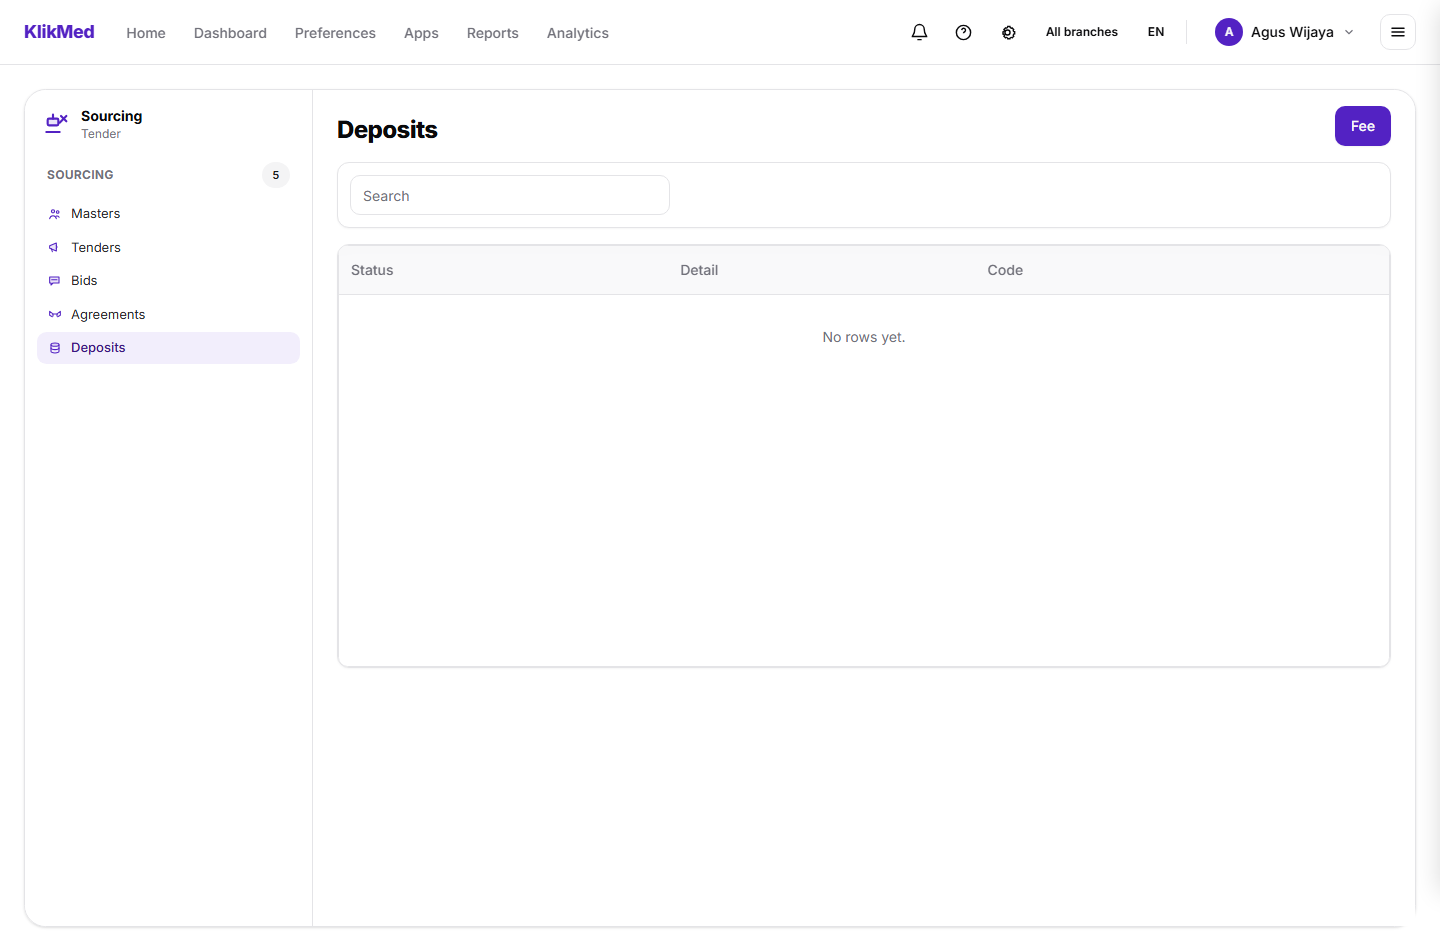 KlikMed Home Dashboard Preferences Apps Reports Analytics All branches EN A Agus Wijaya
Sourcing
Tender
SOURCING 5
Masters
Tenders
Bids
Agreements
Deposits
Deposits Fee
Search
Status Detail Code
No rows yet.